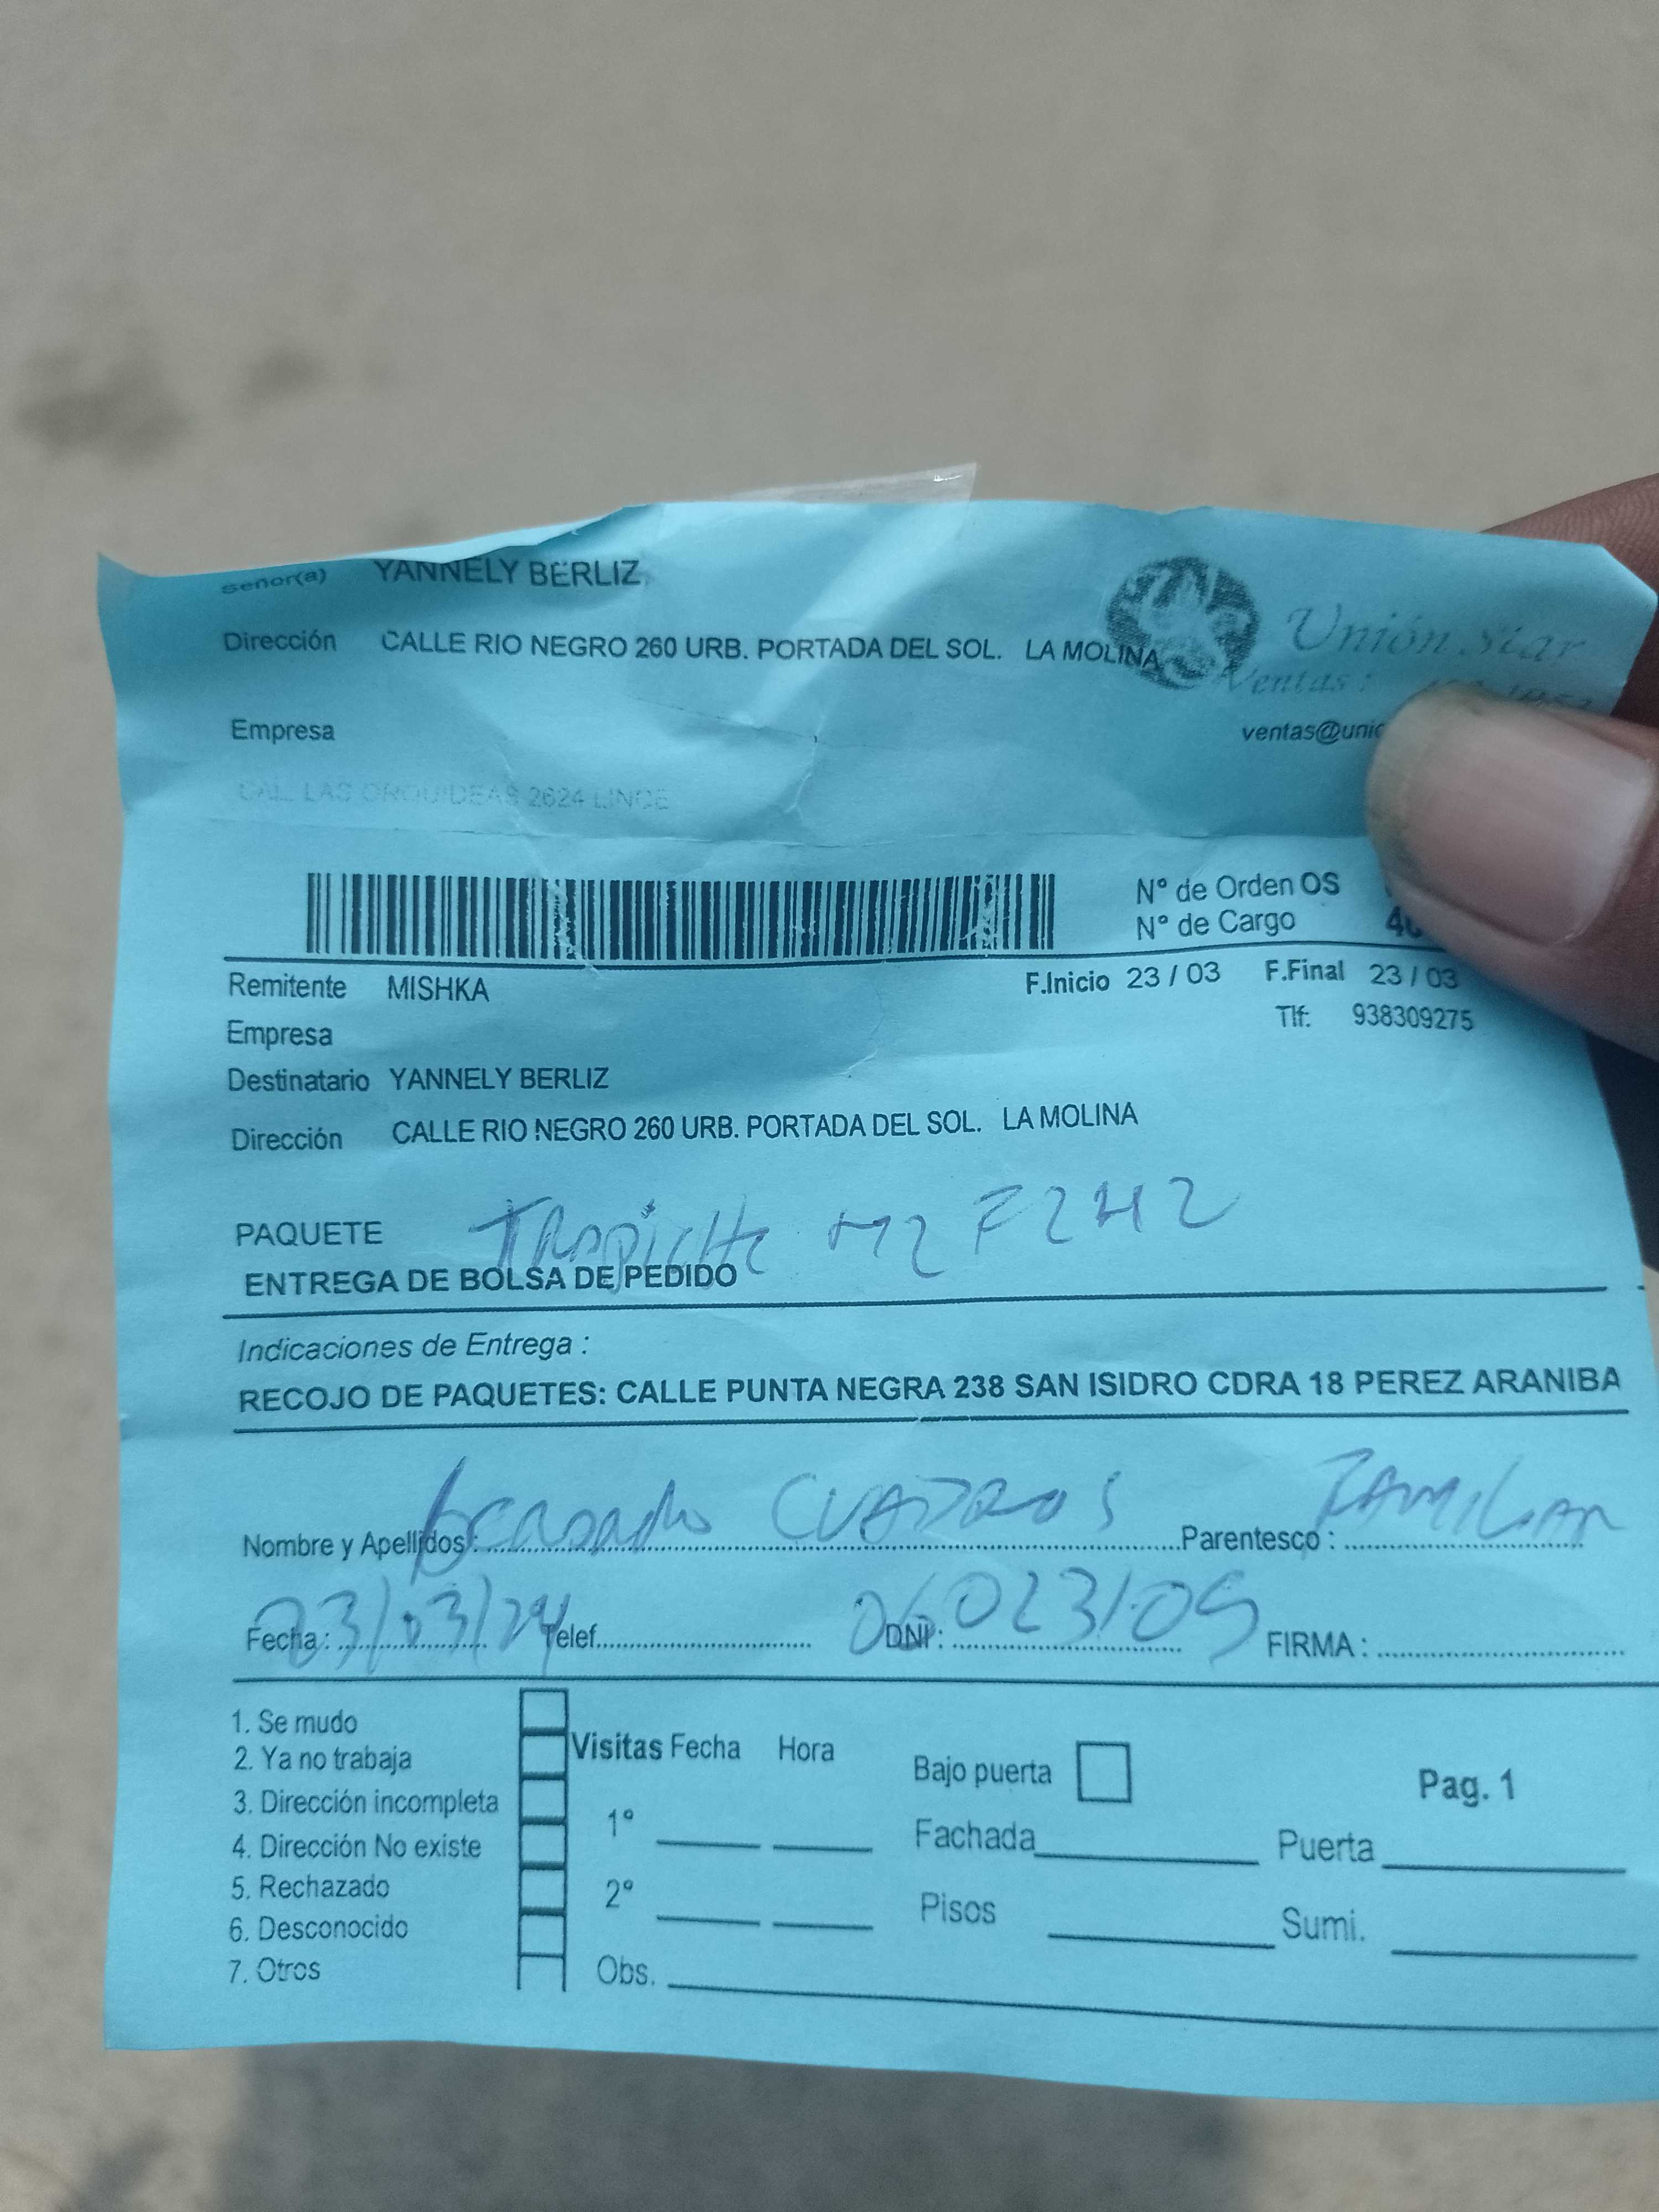 Señor(a) YANNELY BERLIZ
Dirección CALLE RIO NEGRO 260 URB. PORTADA DEL SOL. LA MOLINA
Unión Star
Ventas :
Empresa
ventas@unic
CAL. LAS ORQUIDEAS 2624 LINCE
N° de Orden OS
N° de Cargo
Remitente MISHKA F.Inicio 23 / 03 F.Final 23 / 03
Empresa Tlf: 938309275
Destinatario YANNELY BERLIZ
Dirección CALLE RIO NEGRO 260 URB. PORTADA DEL SOL. LA MOLINA
PAQUETE
ENTREGA DE BOLSA DE PEDIDO
Indicaciones de Entrega :
RECOJO DE PAQUETES: CALLE PUNTA NEGRA 238 SAN ISIDRO CDRA 18 PEREZ ARANIBA
Nombre y Apellidos: CUADROS Parentesco : FAMILIAR
Fecha : 23/03/24 Telef. DNI: FIRMA :
1. Se mudo
2. Ya no trabaja
3. Dirección incompleta
4. Dirección No existe
5. Rechazado
6. Desconocido
7. Otros
Visitas Fecha Hora
1°
2°
Obs.
Bajo puerta
Pag. 1
Fachada Puerta
Pisos Sumi.